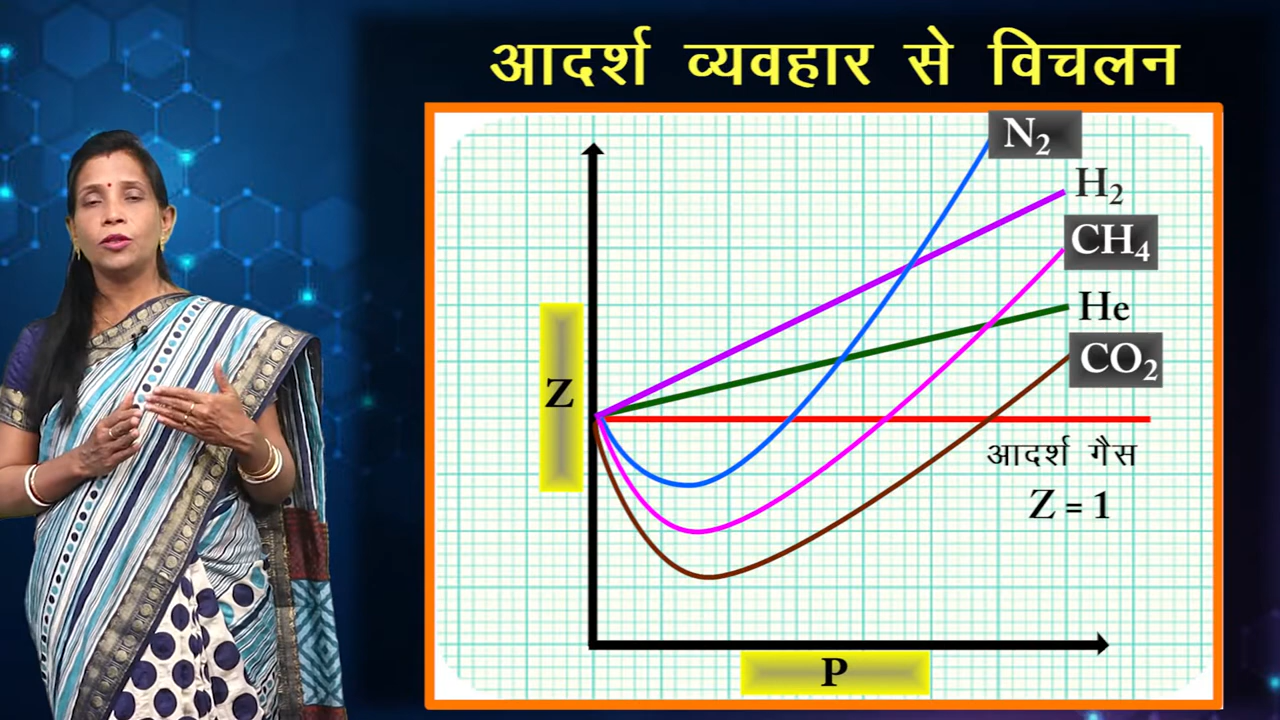 आदर्श व्यवहार से विचलन
N₂
H₂
CH₄
He
CO₂
Z
आदर्श गैस
Z = 1
P